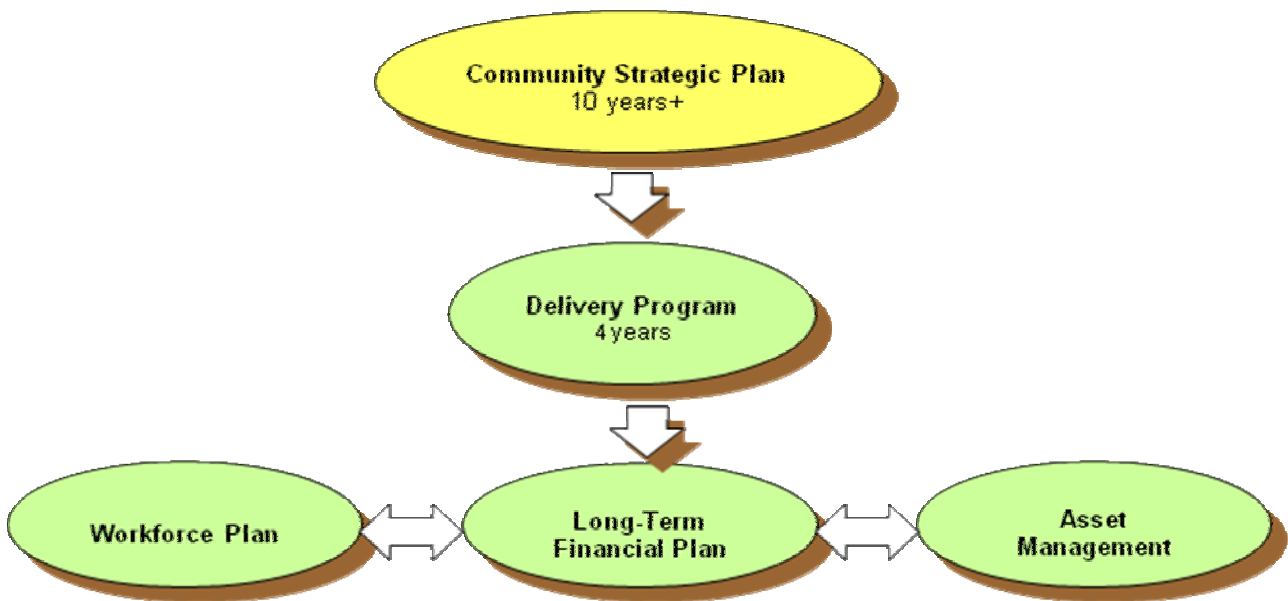 Community Strategic Plan
10 years+
Delivery Program
4 years
Workforce Plan
Long-Term
Financial Plan
Asset
Management